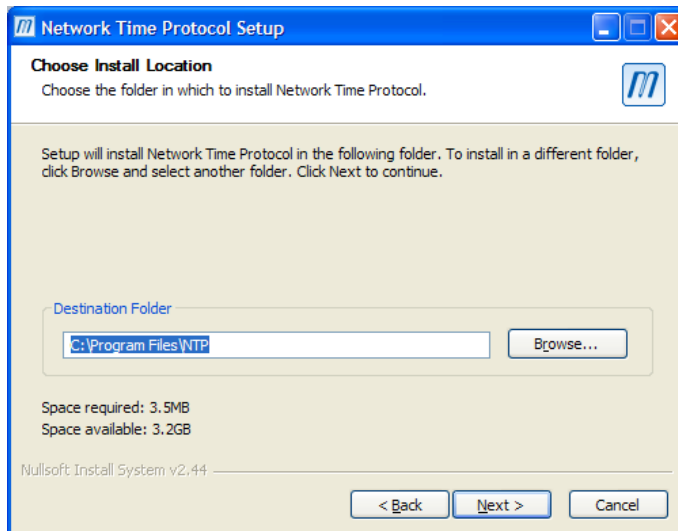 Network Time Protocol Setup
Choose Install Location
Choose the folder in which to install Network Time Protocol.
m
Setup will install Network Time Protocol in the following folder. To install in a different folder,
click Browse and select another folder. Click Next to continue.
Destination Folder
C:\Program Files\NTP
Browse...
Space required: 3.5MB
Space available: 3.2GB
Nullsoft Install System v2.44
< Back
Next >
Cancel